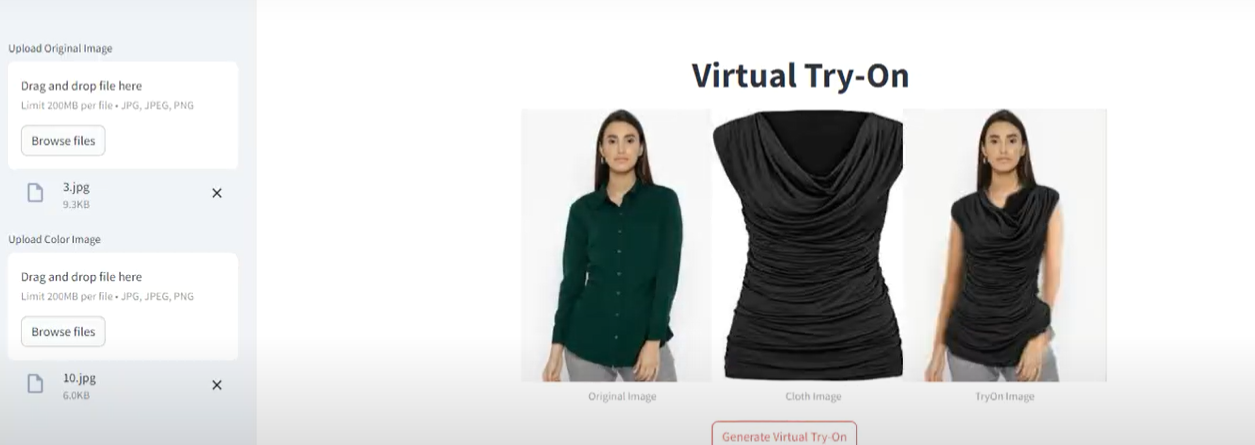 Upload Original Image
Drag and drop file here
Limit 200MB per file • JPG, JPEG, PNG
Browse files
3.jpg
9.3KB
Upload Color Image
Drag and drop file here
Limit 200MB per file • JPG, JPEG, PNG
Browse files
10.jpg
6.0KB
Virtual Try-On
Original Image
Cloth Image
TryOn Image
Generate Virtual Try-On